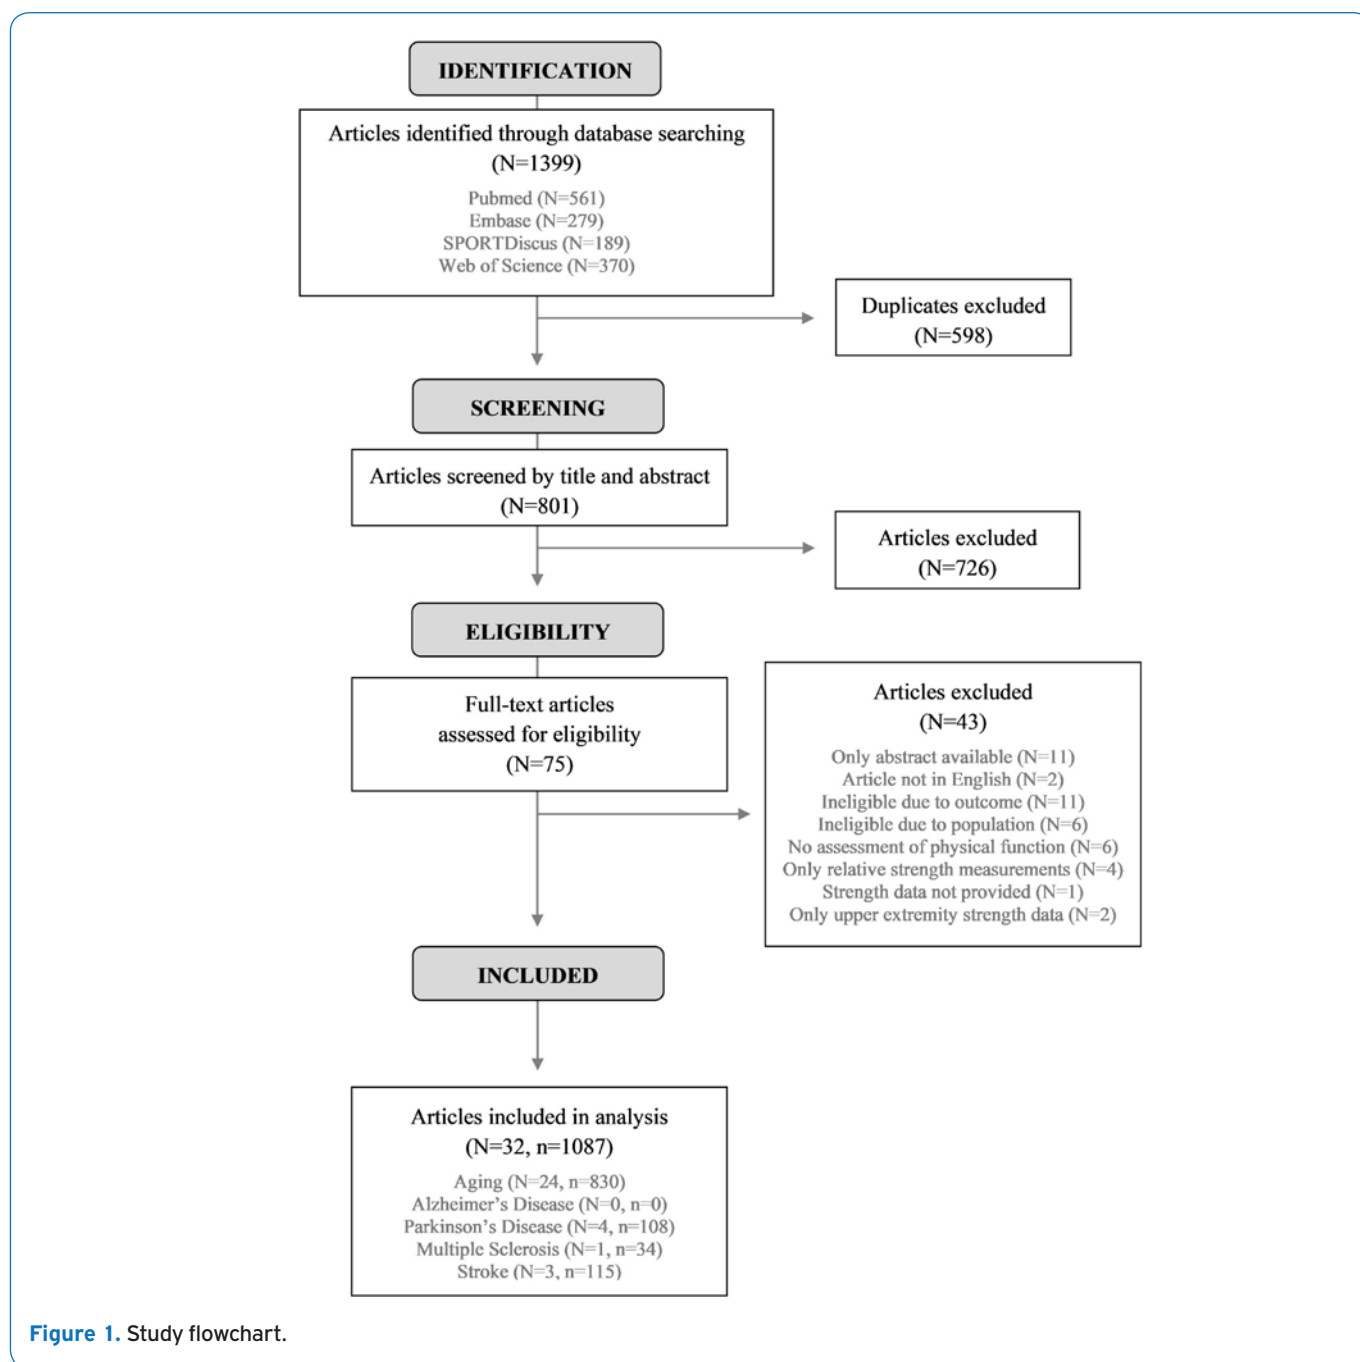 IDENTIFICATION
Articles identified through database searching
(N=1399)
Pubmed (N=561)
Embase (N=279)
SPORTDiscus (N=189)
Web of Science (N=370)
Duplicates excluded
(N=598)
SCREENING
Articles screened by title and abstract
(N=801)
Articles excluded
(N=726)
ELIGIBILITY
Full-text articles
assessed for eligibility
(N=75)
Articles excluded
(N=43)
Only abstract available (N=11)
Article not in English (N=2)
Ineligible due to outcome (N=11)
Ineligible due to population (N=6)
No assessment of physical function (N=6)
Only relative strength measurements (N=4)
Strength data not provided (N=1)
Only upper extremity strength data (N=2)
INCLUDED
Articles included in analysis
(N=32, n=1087)
Aging (N=24, n=830)
Alzheimer's Disease (N=0, n=0)
Parkinson's Disease (N=4, n=108)
Multiple Sclerosis (N=1, n=34)
Stroke (N=3, n=115)
Figure 1. Study flowchart.